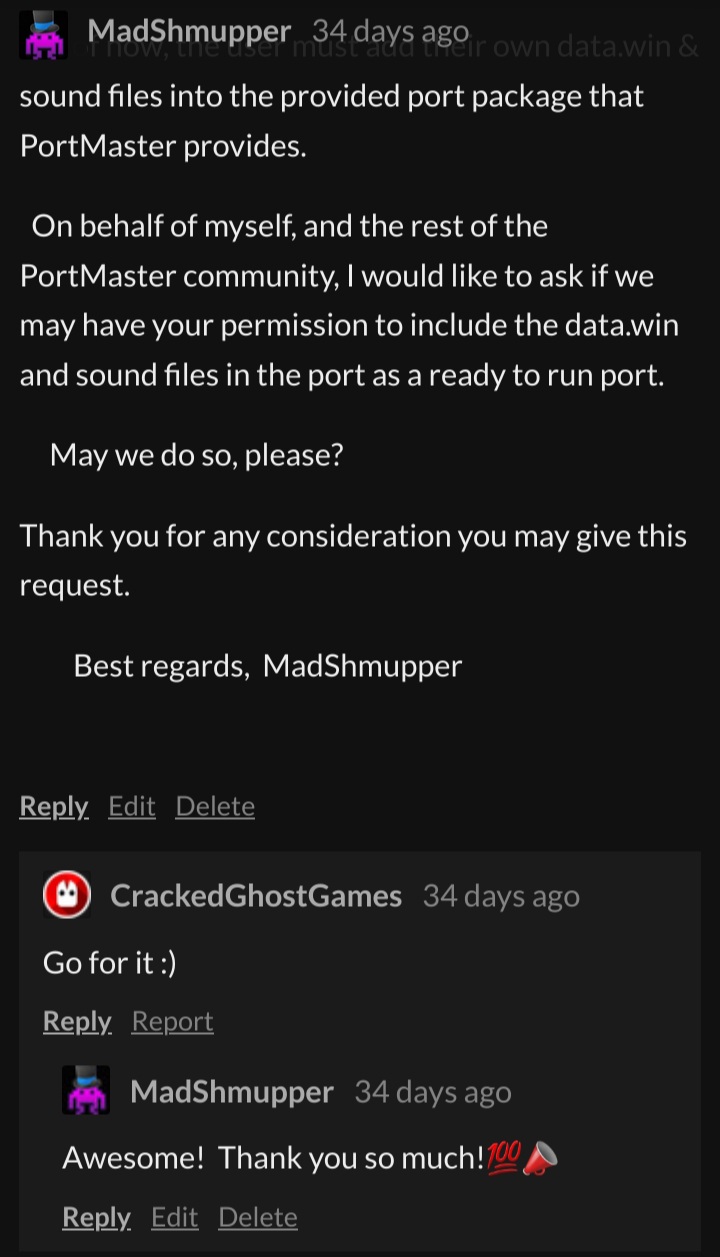 MadShmupper 34 days ago
now, the user must add their own data.win &
sound files into the provided port package that
PortMaster provides.
On behalf of myself, and the rest of the
PortMaster community, I would like to ask if we
may have your permission to include the data.win
and sound files in the port as a ready to run port.
May we do so, please?
Thank you for any consideration you may give this
request.
Best regards, MadShmupper
Reply Edit Delete
CrackedGhostGames 34 days ago
Go for it :)
Reply Report
MadShmupper 34 days ago
Awesome! Thank you so much!💯📣
Reply Edit Delete